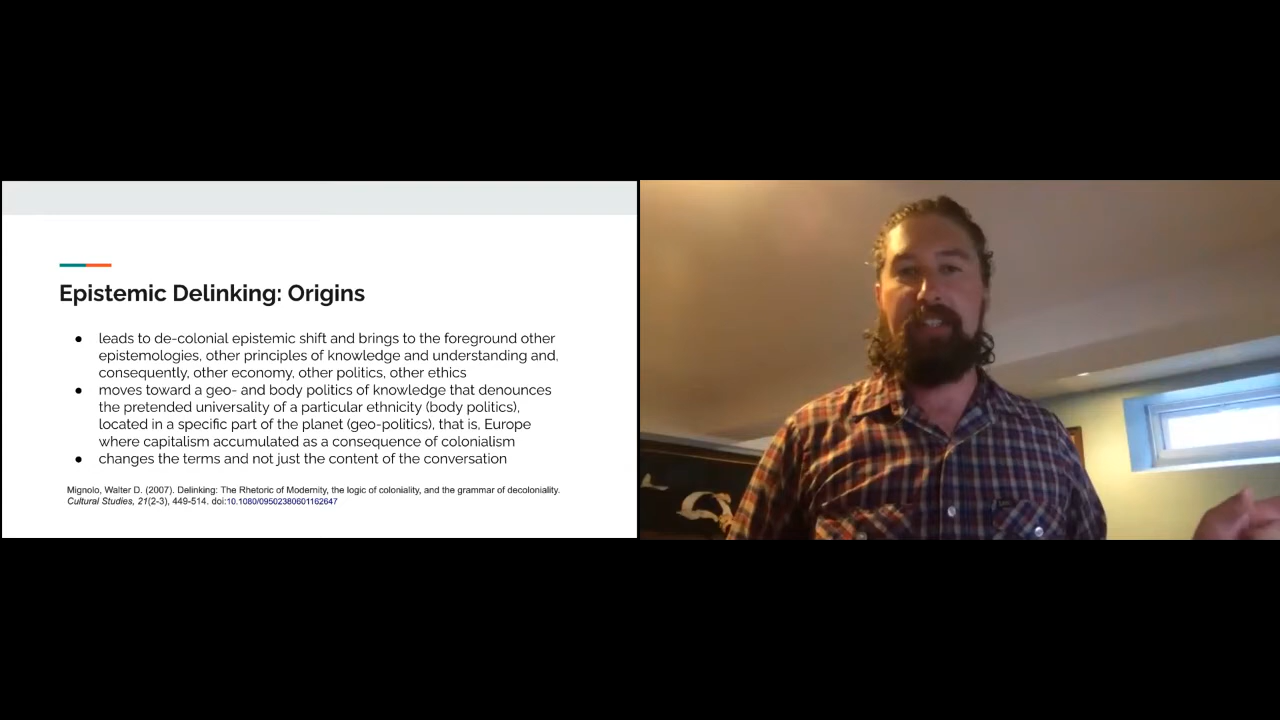 Epistemic Delinking: Origins
● leads to de-colonial epistemic shift and brings to the foreground other
epistemologies, other principles of knowledge and understanding and,
consequently, other economy, other politics, other ethics
● moves toward a geo- and body politics of knowledge that denounces
the pretended universality of a particular ethnicity (body politics),
located in a specific part of the planet (geo-politics), that is, Europe
where capitalism accumulated as a consequence of colonialism
● changes the terms and not just the content of the conversation
Mignolo, Walter D. (2007). Delinking: The Rhetoric of Modernity, the logic of coloniality, and the grammar of decoloniality.
Cultural Studies, 21(2-3), 449-514. doi:10.1080/09502380601162647